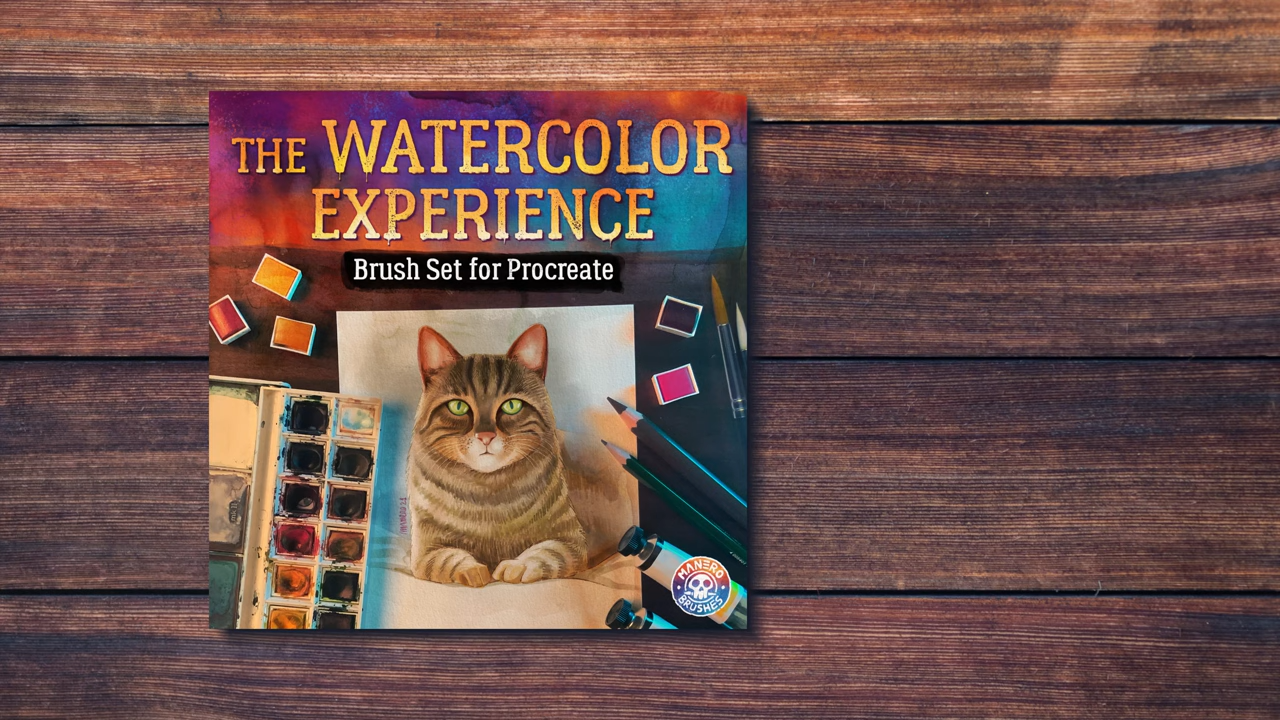 THE WATERCOLOR
EXPERIENCE
Brush Set for Procreate
MANERO
BRUSHES